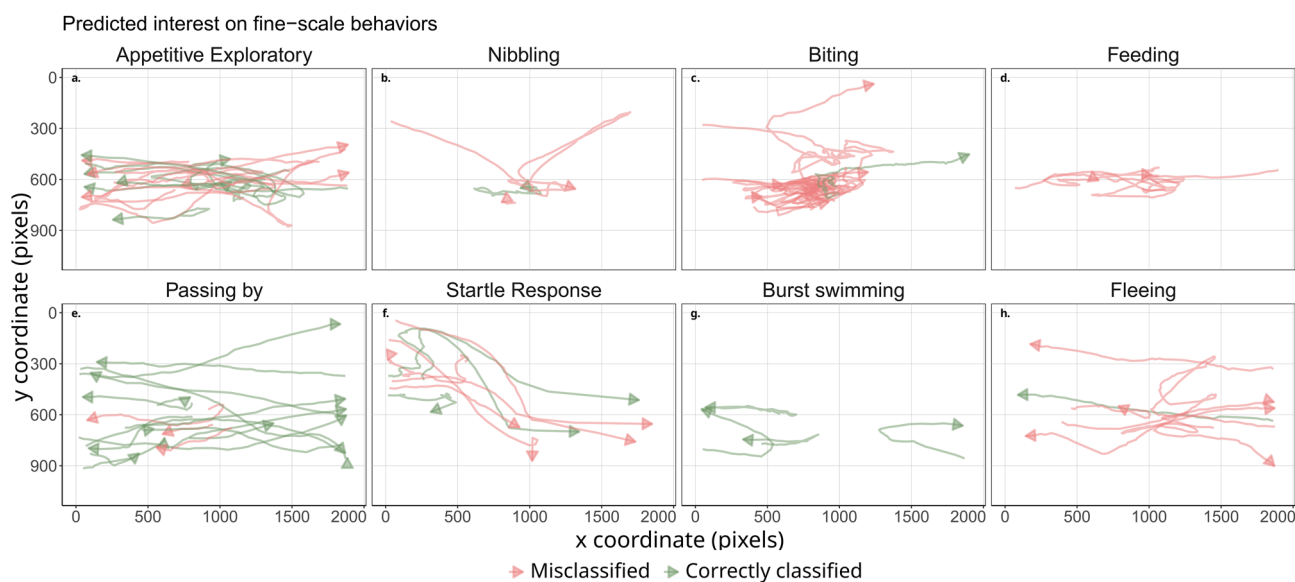 Predicted interest on fine−scale behaviors
Appetitive Exploratory Nibbling Biting Feeding
a. b. c. d.
0
300
600
900
Passing by Startle Response Burst swimming Fleeing
e. f. g. h.
0
300
600
900
y coordinate (pixels)
0 500 1000 1500 2000 0 500 1000 1500 2000 0 500 1000 1500 2000 0 500 1000 1500 2000
x coordinate (pixels)
Misclassified Correctly classified